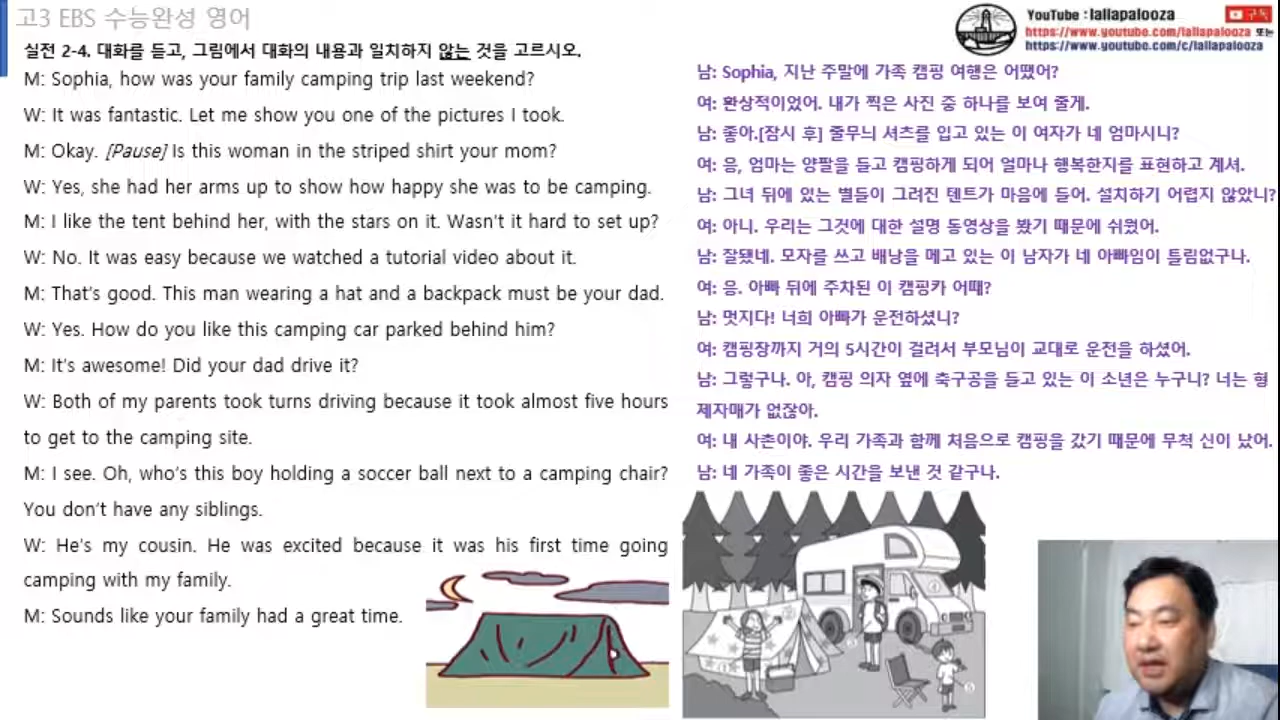 고3 EBS 수능완성 영어
YouTube : lallapalooza
구독
https://www.youtube.com/lallapalooza 또는
https://www.youtube.com/c/lallapalooza
실전 2-4. 대화를 듣고, 그림에서 대화의 내용과 일치하지 않는 것을 고르시오.
M: Sophia, how was your family camping trip last weekend?
W: It was fantastic. Let me show you one of the pictures I took.
M: Okay. [Pause] Is this woman in the striped shirt your mom?
W: Yes, she had her arms up to show how happy she was to be camping.
M: I like the tent behind her, with the stars on it. Wasn't it hard to set up?
W: No. It was easy because we watched a tutorial video about it.
M: That's good. This man wearing a hat and a backpack must be your dad.
W: Yes. How do you like this camping car parked behind him?
M: It's awesome! Did your dad drive it?
W: Both of my parents took turns driving because it took almost five hours
to get to the camping site.
M: I see. Oh, who's this boy holding a soccer ball next to a camping chair?
You don't have any siblings.
W: He's my cousin. He was excited because it was his first time going
camping with my family.
M: Sounds like your family had a great time.
남: Sophia, 지난 주말에 가족 캠핑 여행은 어땠어?
여: 환상적이었어. 내가 찍은 사진 중 하나를 보여 줄게.
남: 좋아.[잠시 후] 줄무늬 셔츠를 입고 있는 이 여자가 네 엄마시니?
여: 응, 엄마는 양팔을 들고 캠핑하게 되어 얼마나 행복한지를 표현하고 계셔.
남: 그녀 뒤에 있는 별들이 그려진 텐트가 마음에 들어. 설치하기 어렵지 않았니?
여: 아니. 우리는 그것에 대한 설명 동영상을 봤기 때문에 쉬웠어.
남: 잘됐네. 모자를 쓰고 배낭을 메고 있는 이 남자가 네 아빠임이 틀림없구나.
여: 응. 아빠 뒤에 주차된 이 캠핑카 어때?
남: 멋지다! 너희 아빠가 운전하셨니?
여: 캠핑장까지 거의 5시간이 걸려서 부모님이 교대로 운전을 하셨어.
남: 그렇구나. 아, 캠핑 의자 옆에 축구공을 들고 있는 이 소년은 누구니? 너는 형
제자매가 없잖아.
여: 내 사촌이야. 우리 가족과 함께 처음으로 캠핑을 갔기 때문에 무척 신이 났어.
남: 네 가족이 좋은 시간을 보낸 것 같구나.